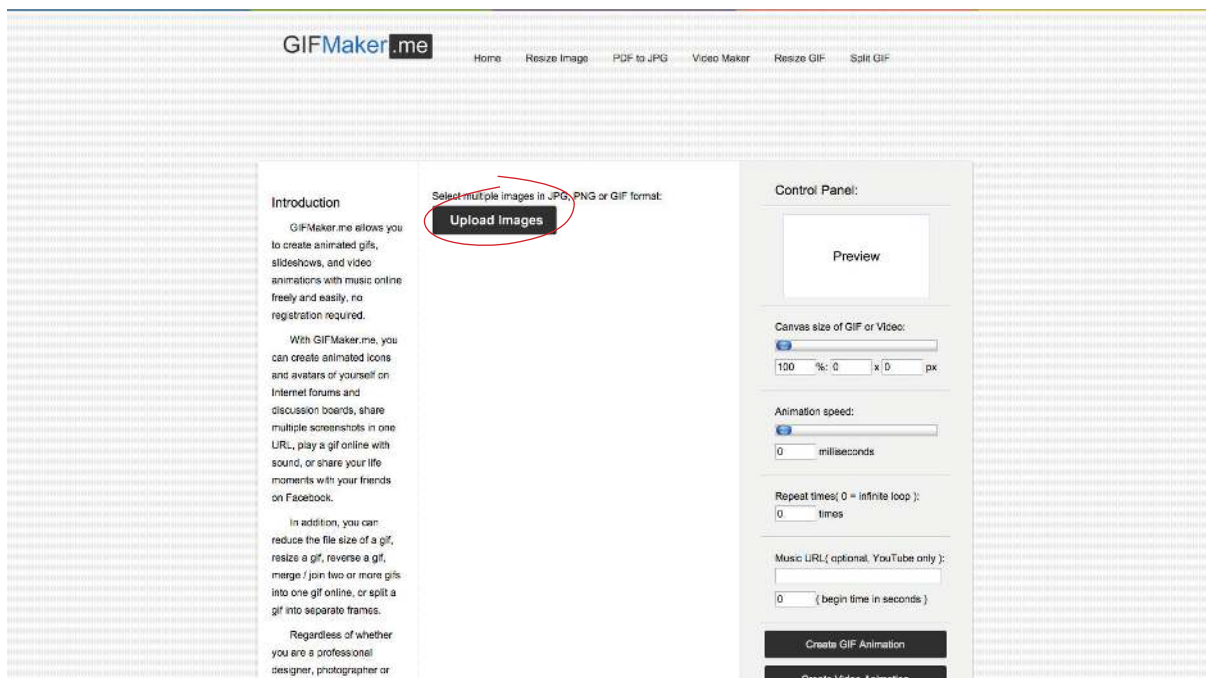 GIFMaker.me
Home Resize Image PDF to JPG Video Maker Resize GIF Split GIF
Introduction
GIFMaker.me allows you
to create animated gifs,
slideshows, and video
animations with music online
freely and easily, no
registration required.
With GIFMaker.me, you
can create animated icons
and avatars of yourself on
Internet forums and
discussion boards, share
multiple screenshots in one
URL, play a gif online with
sound, or share your life
moments with your friends
on Facebook.
In addition, you can
reduce the file size of a gif,
resize a gif, reverse a gif,
merge / join two or more gifs
into one gif online, or split a
gif into separate frames.
Regardless of whether
you are a professional
designer, photographer or
Select multiple images in JPG, PNG or GIF format:
Upload Images
Control Panel:
Preview
Canvas size of GIF or Video:
100 %: 0 x 0 px
Animation speed:
0 milliseconds
Repeat times( 0 = infinite loop ):
0 times
Music URL( optional, YouTube only ):
0 ( begin time in seconds )
Create GIF Animation
Create Video Animation